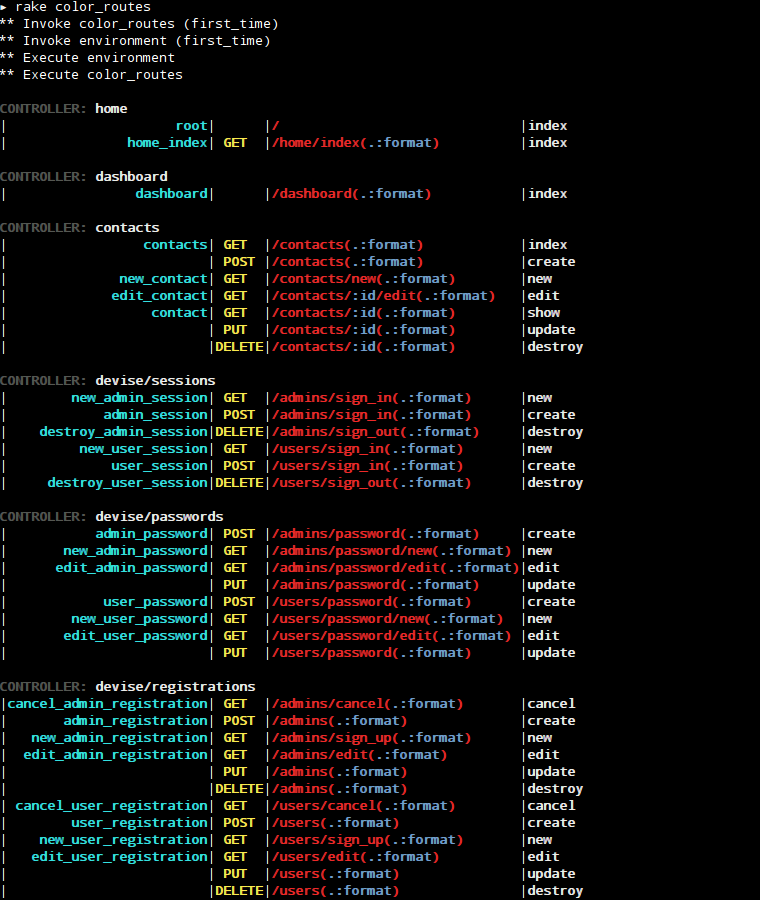 ▸ rake color_routes
** Invoke color_routes (first_time)
** Invoke environment (first_time)
** Execute environment
** Execute color_routes
CONTROLLER: home
|                     root|      |/                              |index
|               home_index| GET  |/home/index(.:format)          |index
CONTROLLER: dashboard
|                dashboard|      |/dashboard(.:format)           |index
CONTROLLER: contacts
|                 contacts| GET  |/contacts(.:format)            |index
|                         | POST |/contacts(.:format)            |create
|              new_contact| GET  |/contacts/new(.:format)        |new
|             edit_contact| GET  |/contacts/:id/edit(.:format)   |edit
|                  contact| GET  |/contacts/:id(.:format)        |show
|                         | PUT  |/contacts/:id(.:format)        |update
|                         |DELETE|/contacts/:id(.:format)        |destroy
CONTROLLER: devise/sessions
|        new_admin_session| GET  |/admins/sign_in(.:format)      |new
|            admin_session| POST |/admins/sign_in(.:format)      |create
|    destroy_admin_session|DELETE|/admins/sign_out(.:format)     |destroy
|         new_user_session| GET  |/users/sign_in(.:format)       |new
|             user_session| POST |/users/sign_in(.:format)       |create
|     destroy_user_session|DELETE|/users/sign_out(.:format)      |destroy
CONTROLLER: devise/passwords
|           admin_password| POST |/admins/password(.:format)     |create
|       new_admin_password| GET  |/admins/password/new(.:format) |new
|      edit_admin_password| GET  |/admins/password/edit(.:format)|edit
|                         | PUT  |/admins/password(.:format)     |update
|            user_password| POST |/users/password(.:format)      |create
|        new_user_password| GET  |/users/password/new(.:format)  |new
|       edit_user_password| GET  |/users/password/edit(.:format) |edit
|                         | PUT  |/users/password(.:format)      |update
CONTROLLER: devise/registrations
|cancel_admin_registration| GET  |/admins/cancel(.:format)       |cancel
|       admin_registration| POST |/admins(.:format)              |create
|   new_admin_registration| GET  |/admins/sign_up(.:format)      |new
|  edit_admin_registration| GET  |/admins/edit(.:format)         |edit
|                         | PUT  |/admins(.:format)              |update
|                         |DELETE|/admins(.:format)              |destroy
| cancel_user_registration| GET  |/users/cancel(.:format)        |cancel
|        user_registration| POST |/users(.:format)               |create
|    new_user_registration| GET  |/users/sign_up(.:format)       |new
|   edit_user_registration| GET  |/users/edit(.:format)          |edit
|                         | PUT  |/users(.:format)               |update
|                         |DELETE|/users(.:format)               |destroy